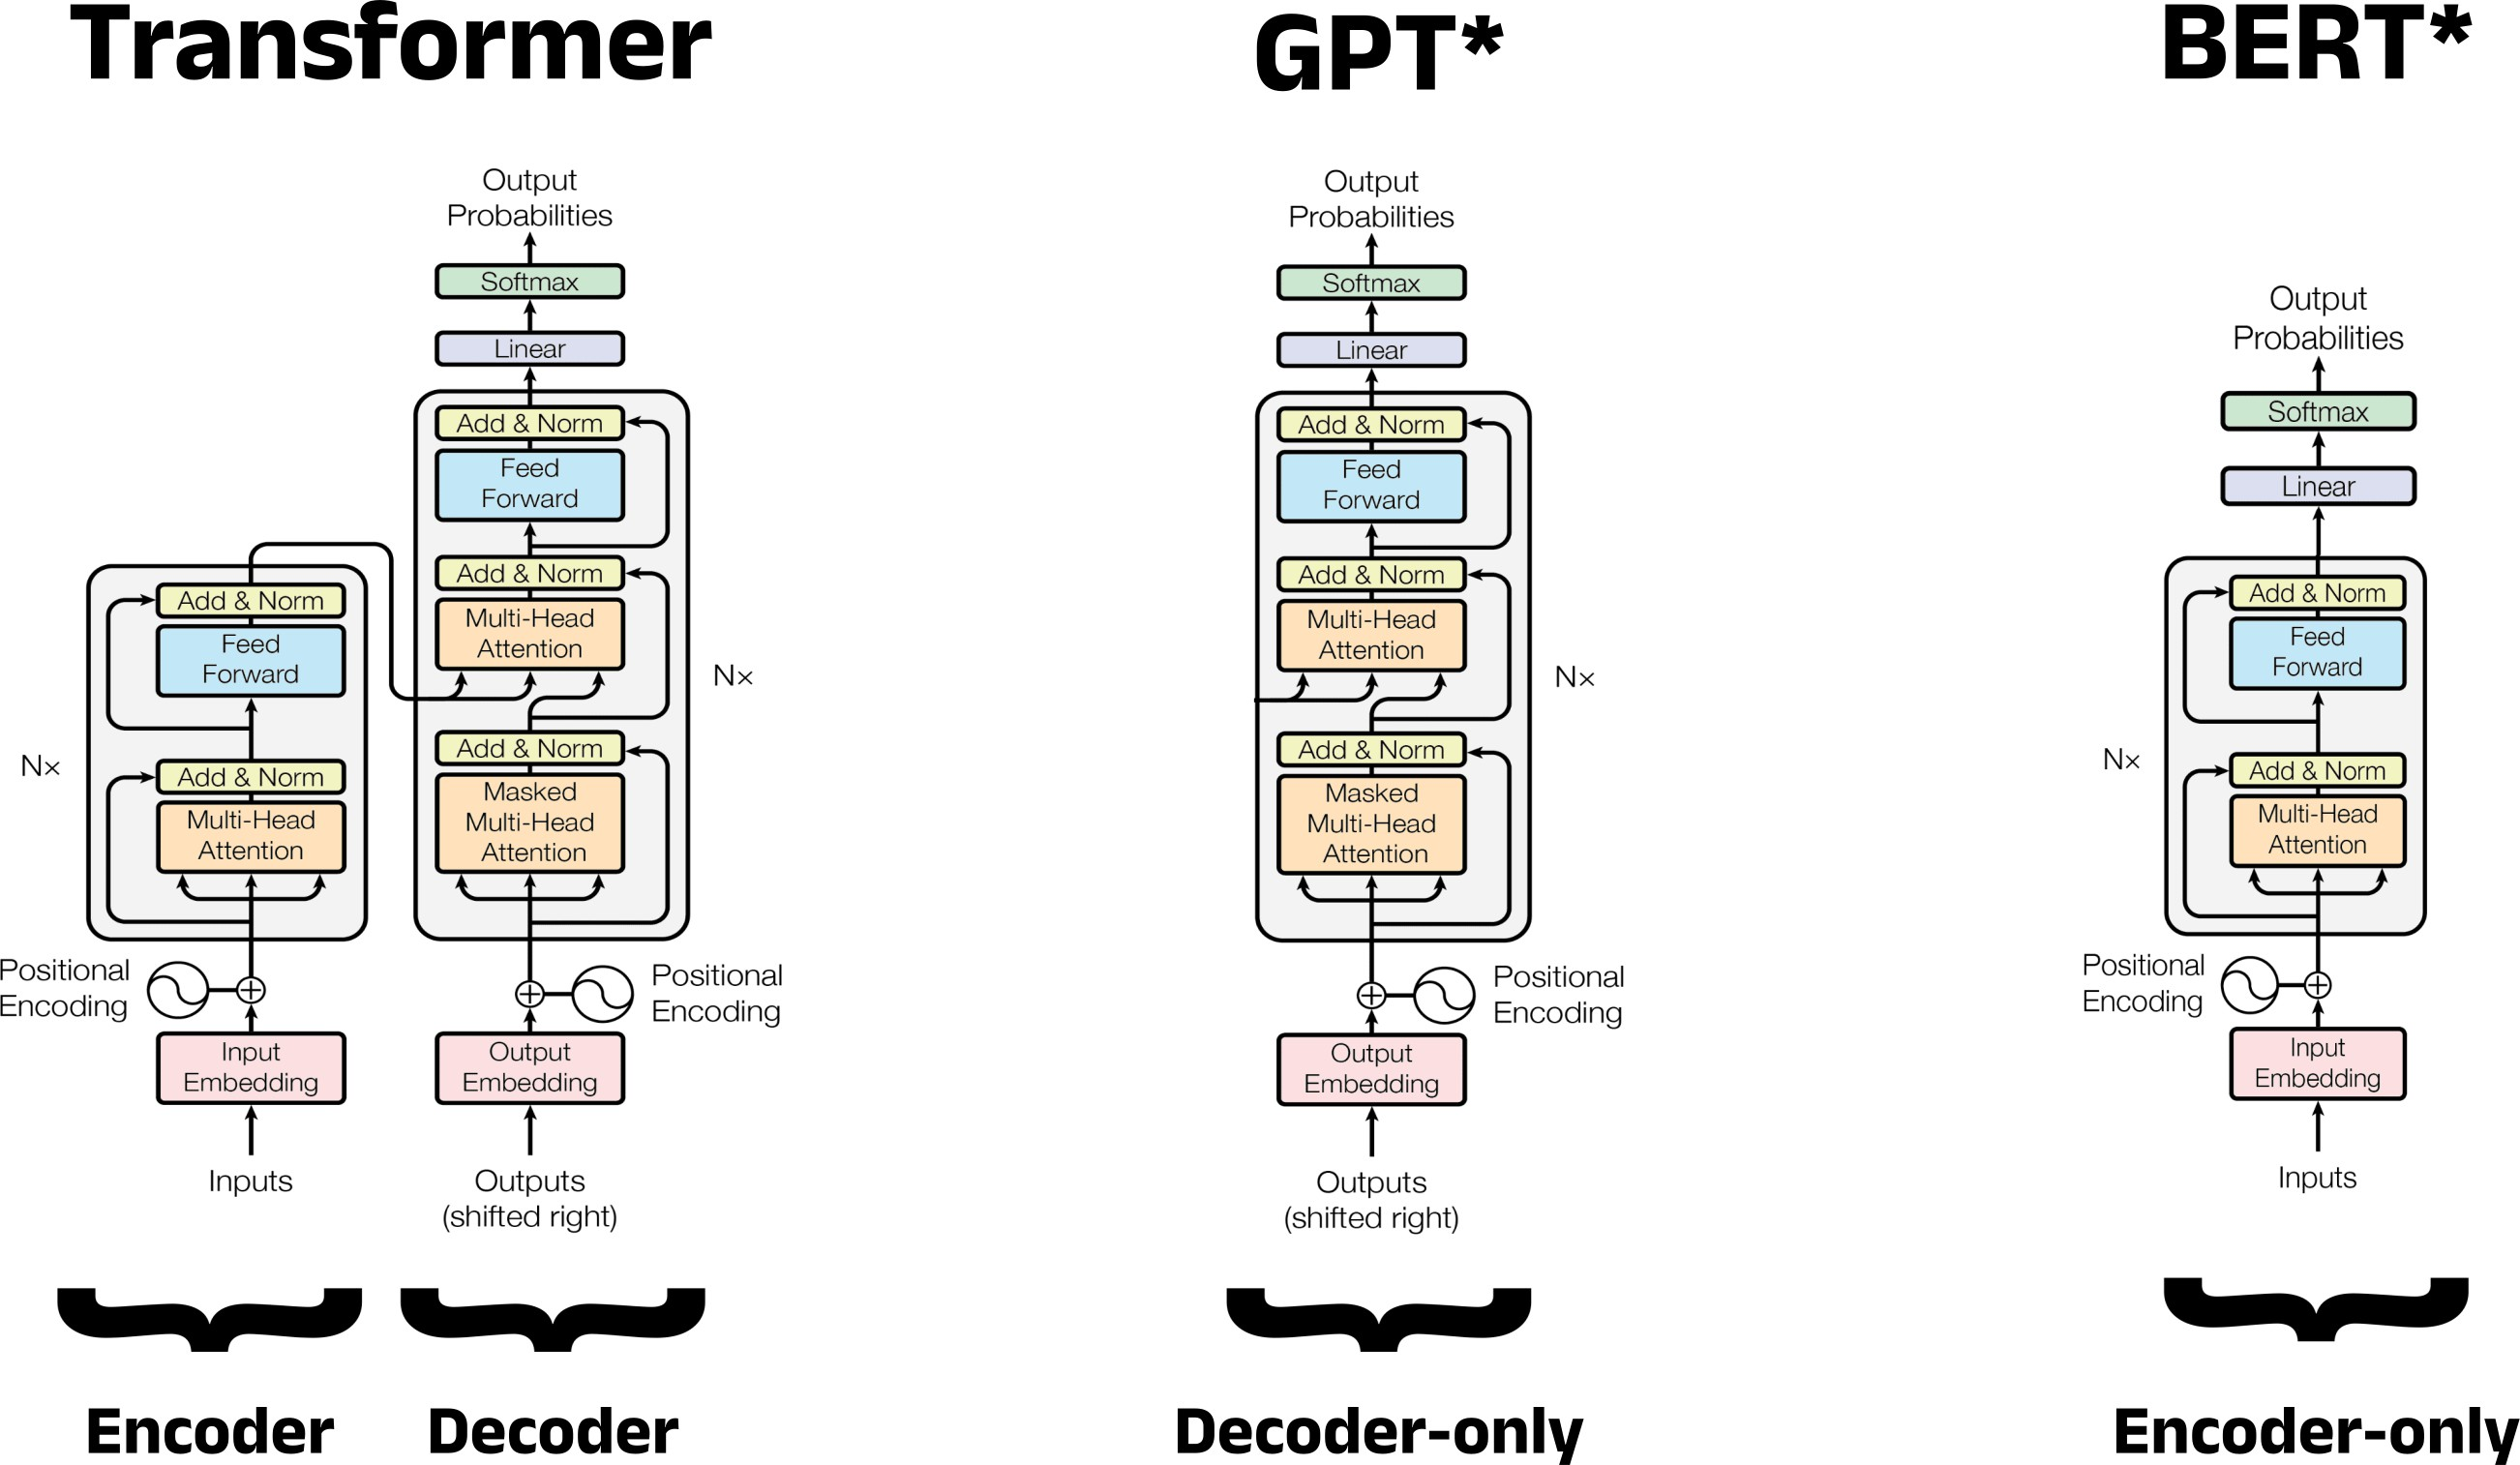 Transformer
GPT*
BERT*
Output
Probabilities
Softmax
Linear
Add & Norm
Feed
Forward
Add & Norm
Multi-Head
Attention
Add & Norm
Masked
Multi-Head
Attention
Nx
Positional
Encoding
Output
Embedding
Outputs
(shifted right)
Add & Norm
Feed
Forward
Add & Norm
Multi-Head
Attention
Nx
Positional
Encoding
Input
Embedding
Inputs
Output
Probabilities
Softmax
Linear
Add & Norm
Feed
Forward
Add & Norm
Multi-Head
Attention
Add & Norm
Masked
Multi-Head
Attention
Nx
Positional
Encoding
Output
Embedding
Outputs
(shifted right)
Output
Probabilities
Softmax
Linear
Add & Norm
Feed
Forward
Add & Norm
Multi-Head
Attention
Nx
Positional
Encoding
Input
Embedding
Inputs
Encoder
Decoder
Decoder-only
Encoder-only